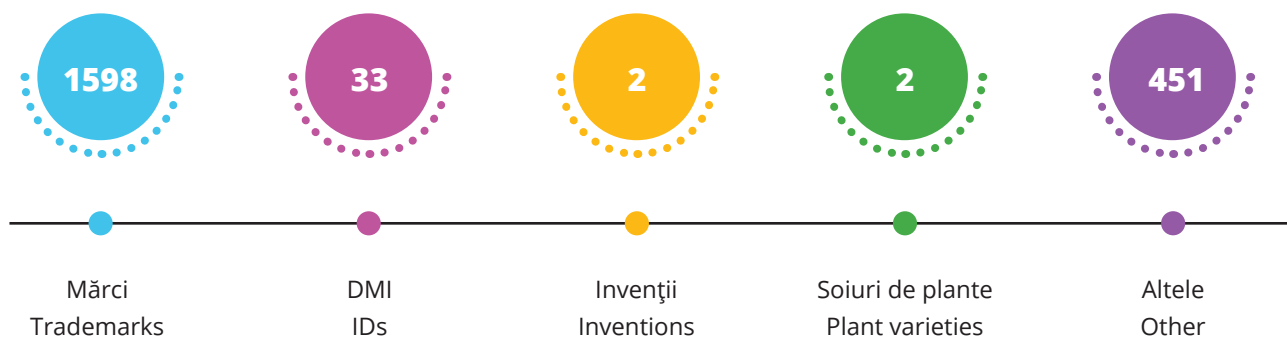 1598
33
2
2
451
Mărci
Trademarks
DMI
IDs
Invenţii
Inventions
Soiuri de plante
Plant varieties
Altele
Other